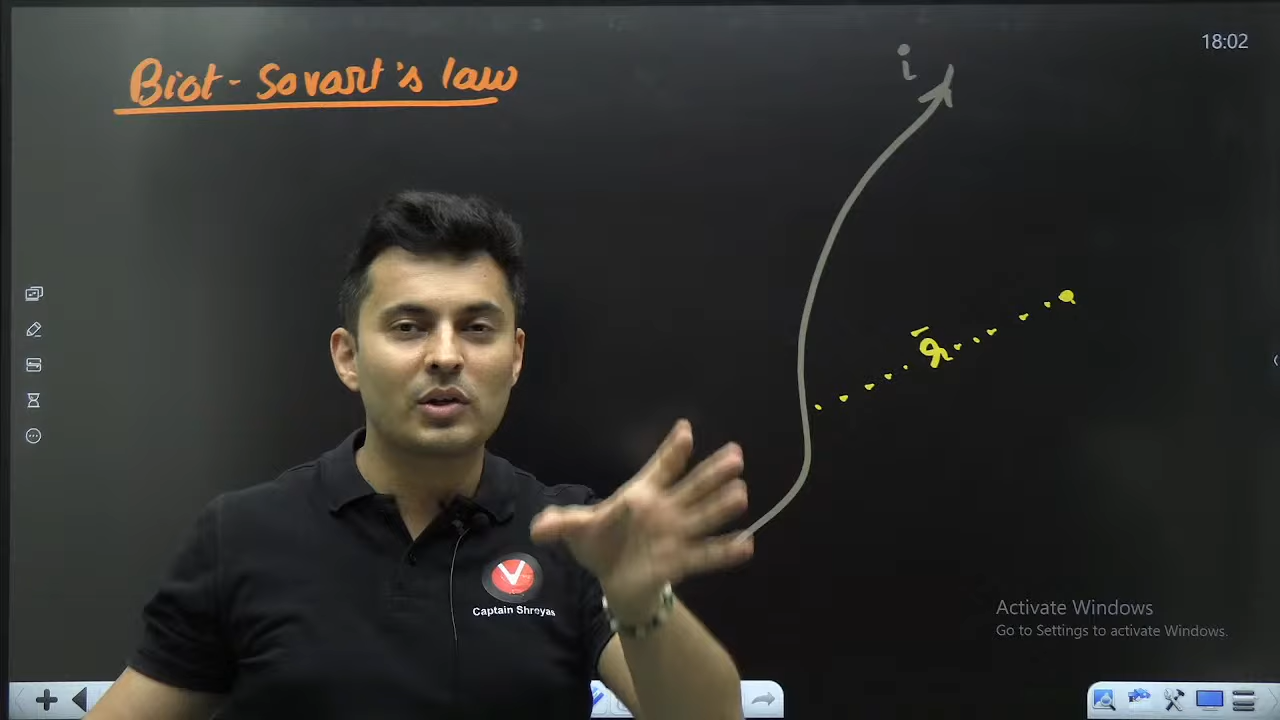 18:02
Biot-Savart's law
i
r̄
V
Captain Shreyas
Activate Windows
Go to Settings to activate Windows.